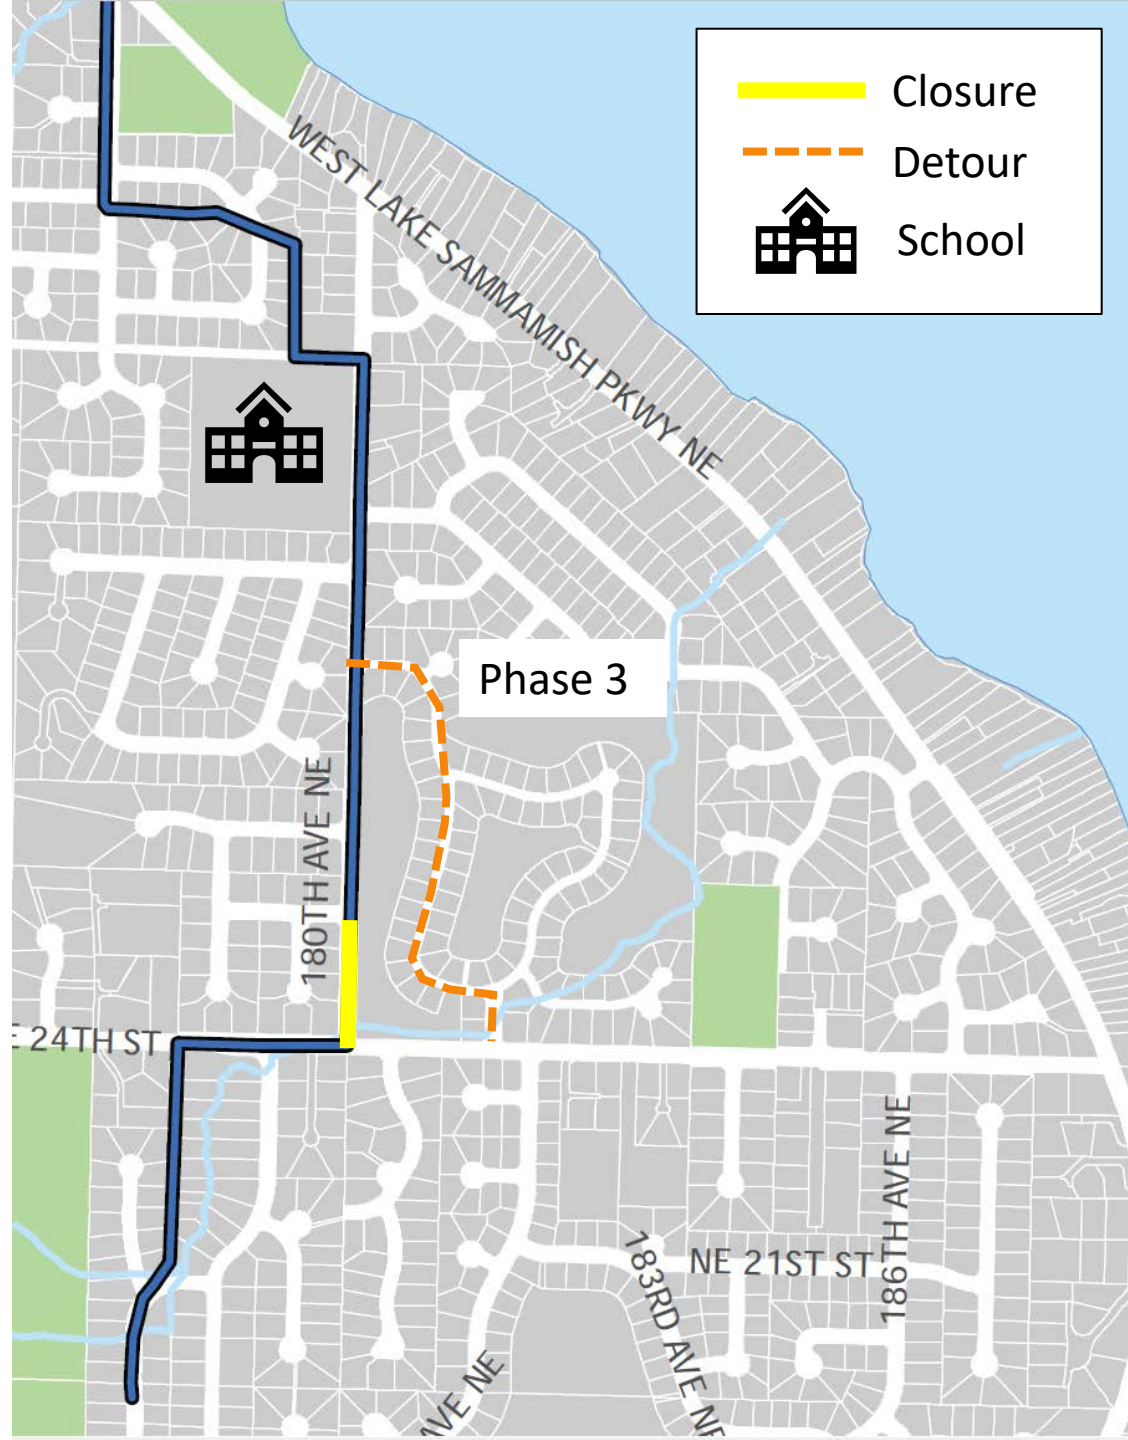 Closure
Detour
School
WEST LAKE SAMMAMISH PKWY NE
Phase 3
180TH AVE NE
E 24TH ST
186TH AVE NE
NE 21ST ST
183RD AVE NE
AVE NE